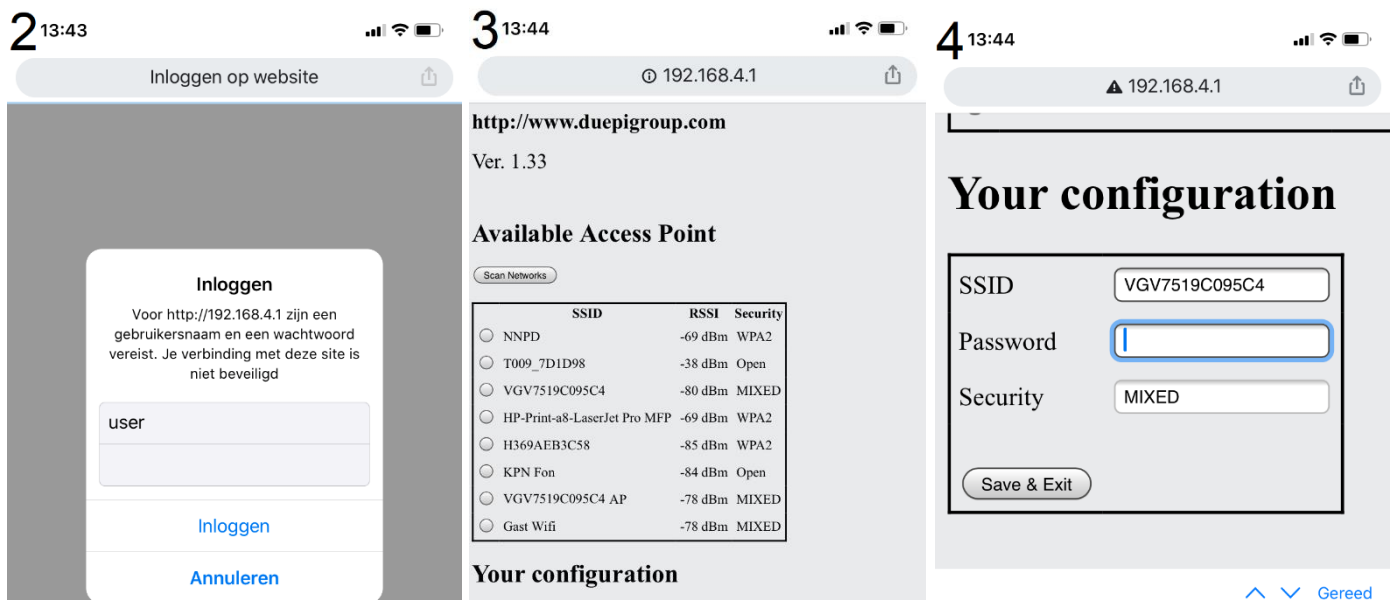 2 13:43
Inloggen op website
Inloggen
Voor http://192.168.4.1 zijn een
gebruikersnaam en een wachtwoord
vereist. Je verbinding met deze site is
niet beveiligd
user
Inloggen
Annuleren
3 13:44
192.168.4.1
http://www.duepigroup.com
Ver. 1.33
Available Access Point
Scan Networks
SSID RSSI Security
NNPD -69 dBm WPA2
T009_7D1D98 -38 dBm Open
VGV7519C095C4 -80 dBm MIXED
HP-Print-a8-LaserJet Pro MFP -69 dBm WPA2
H369AEB3C58 -85 dBm WPA2
KPN Fon -84 dBm Open
VGV7519C095C4 AP -78 dBm MIXED
Gast Wifi -78 dBm MIXED
Your configuration
4 13:44
192.168.4.1
Your configuration
SSID VGV7519C095C4
Password
Security MIXED
Save & Exit
Gereed